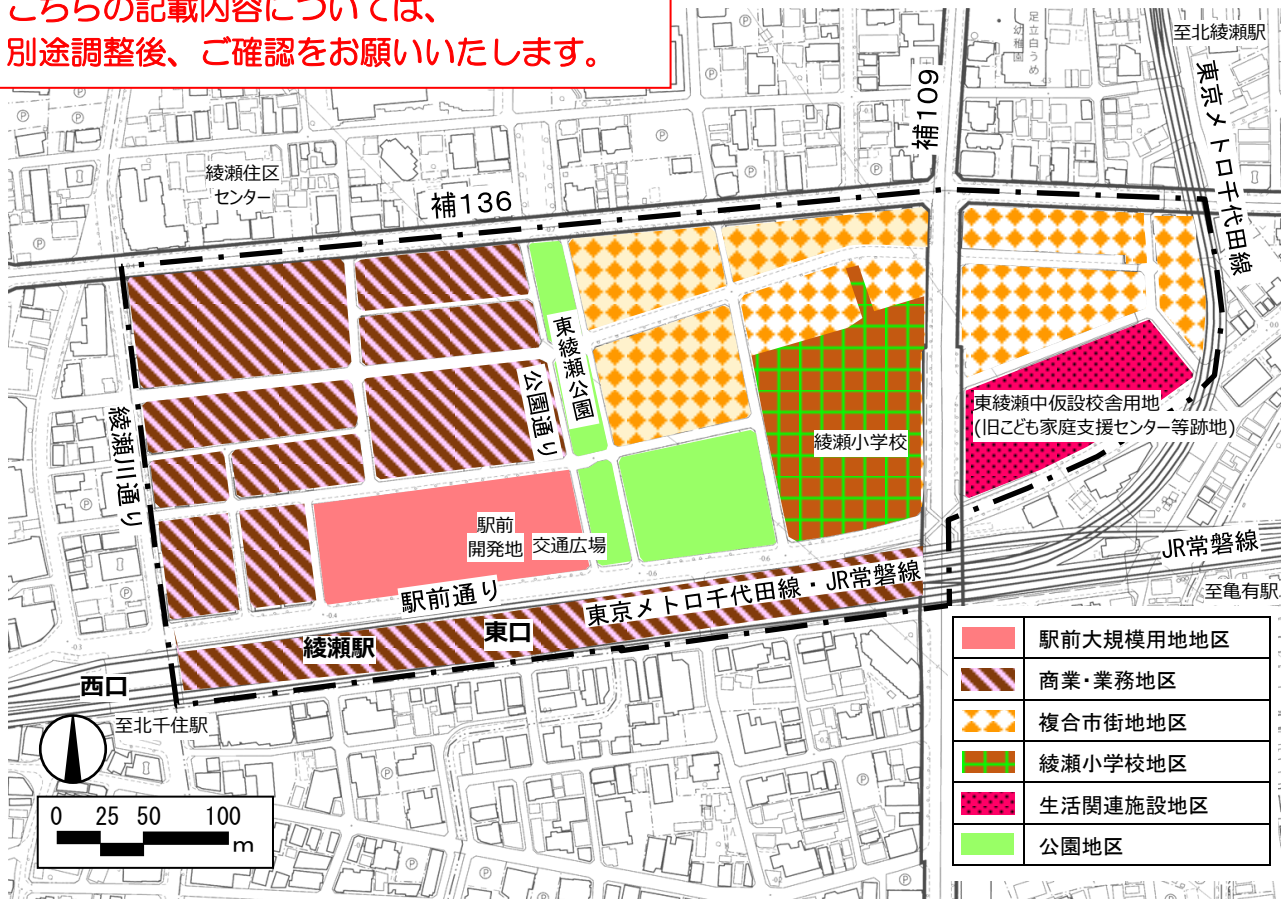 こちらの記載内容については、
別途調整後、ご確認をお願いいたします。
足立白うめ
幼稚園
至北綾瀬駅
東京メトロ千代田線
補109
綾瀬住区
センター
補136
東綾瀬公園
公園通り
綾瀬川通り
東綾瀬中仮設校舎用地
(旧こども家庭支援センター等跡地)
綾瀬小学校
駅前
開発地
交通広場
JR常磐線
駅前通り
東京メトロ千代田線・JR常磐線
至亀有駅
綾瀬駅
東口
西口
至北千住駅
0 25 50 100
m
駅前大規模用地地区
商業・業務地区
複合市街地地区
綾瀬小学校地区
生活関連施設地区
公園地区